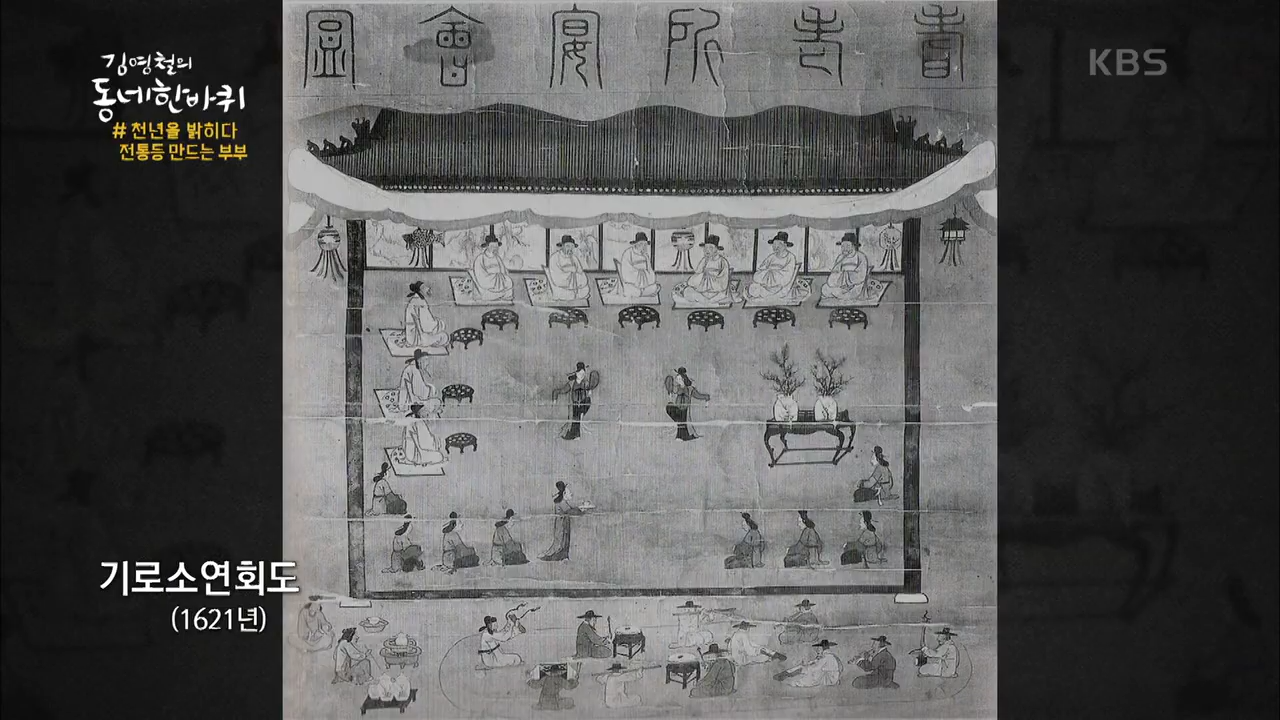 耆老所宴會圖
김영철의
동네한바퀴
#천년을 밝히다
전통등 만드는 부부
KBS
기로소연회도
(1621년)